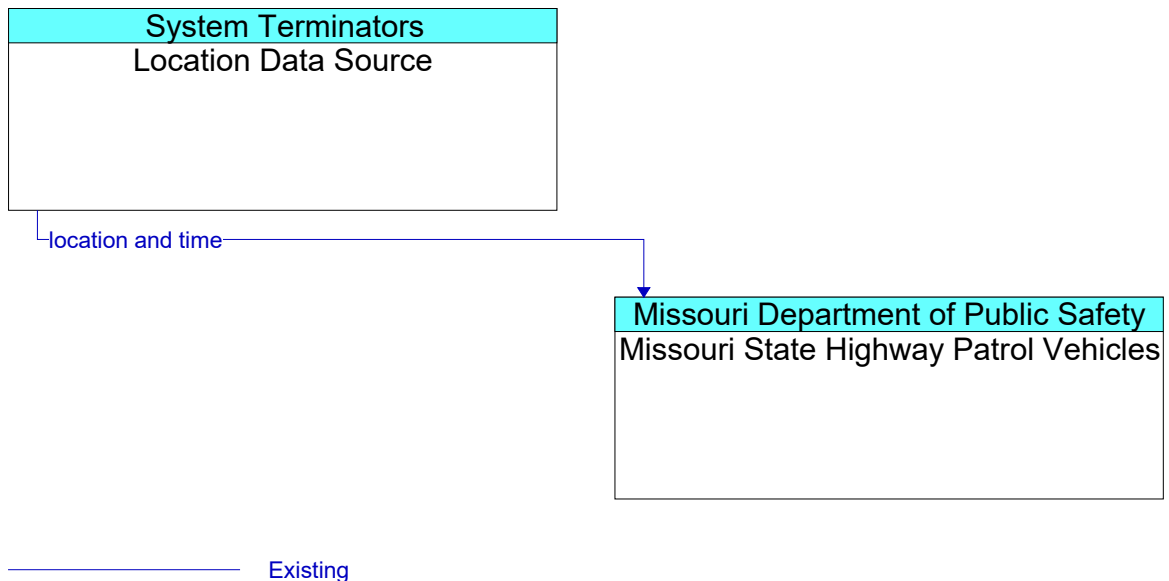 System Terminators
Location Data Source
location and time
Missouri Department of Public Safety
Missouri State Highway Patrol Vehicles
Existing